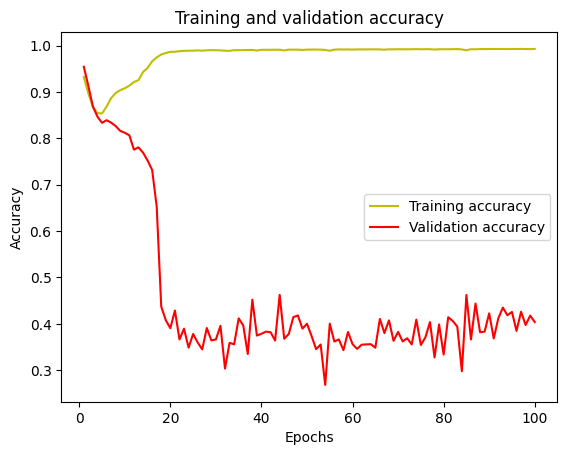 Training and validation accuracy
1.0
0.9
0.8
0.7
0.6
0.5
0.4
0.3
Accuracy
Training accuracy
Validation accuracy
0
20
40
60
80
100
Epochs